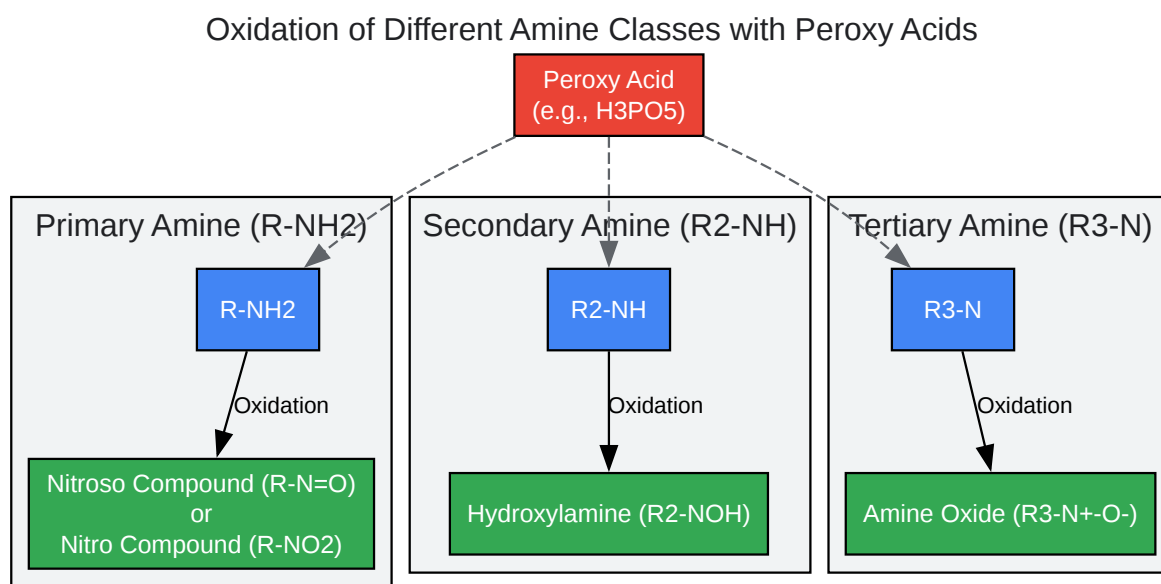 Oxidation of Different Amine Classes with Peroxy Acids
Peroxy Acid
(e.g., H3PO5)
Primary Amine (R-NH2)
Secondary Amine (R2-NH)
Tertiary Amine (R3-N)
R-NH2
R2-NH
R3-N
Oxidation
Oxidation
Oxidation
Nitroso Compound (R-N=O)
or
Nitro Compound (R-NO2)
Hydroxylamine (R2-NOH)
Amine Oxide (R3-N+-O-)